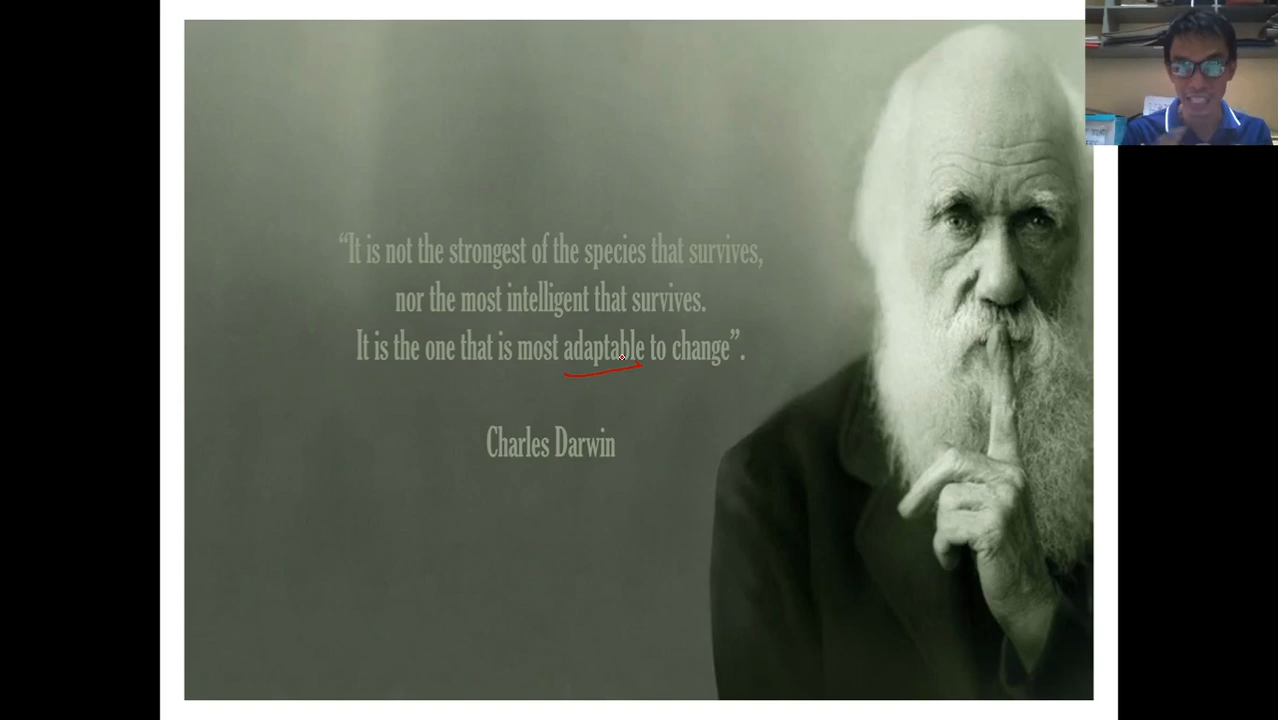 “It is not the strongest of the species that survives,
nor the most intelligent that survives.
It is the one that is most adaptable to change”.
Charles Darwin